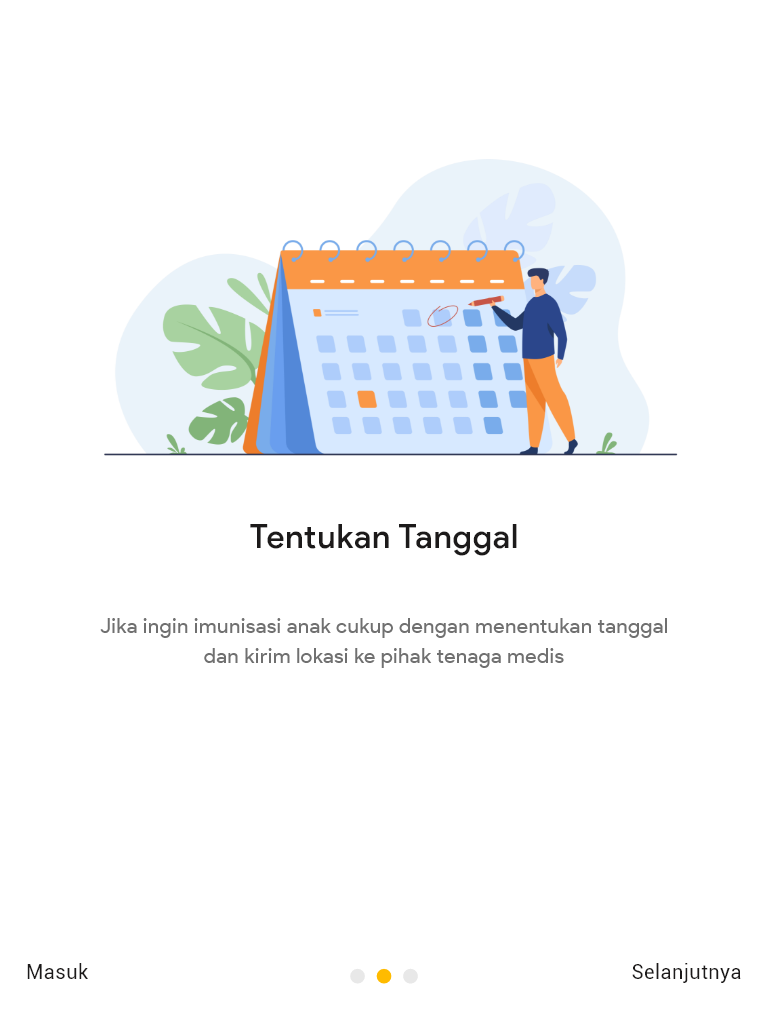 Tentukan Tanggal
Jika ingin imunisasi anak cukup dengan menentukan tanggal
dan kirim lokasi ke pihak tenaga medis
Masuk
Selanjutnya